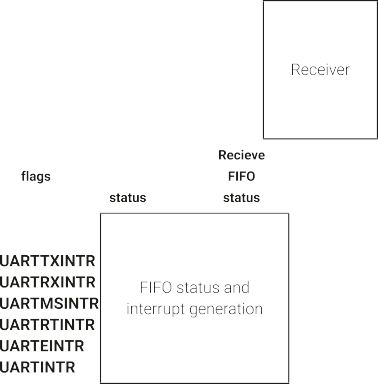 Receiver
Recieve
flags
FIFO
status
status
UARTTXINTR
UARTRXINTR
UARTMSINTR
UARTRTINTR
UARTEINTR
UARTINTR
FIFO status and
interrupt generation